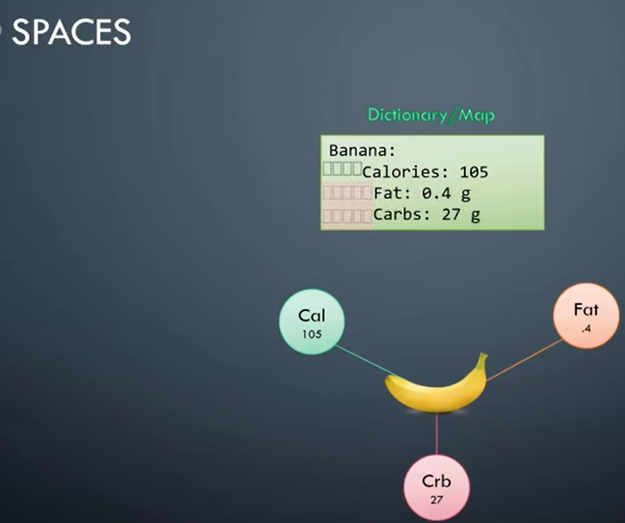 SPACES
Dictionary/Map
Banana:
Calories: 105
Fat: 0.4 g
Carbs: 27 g
Cal
105
Fat
.4
Crb
27